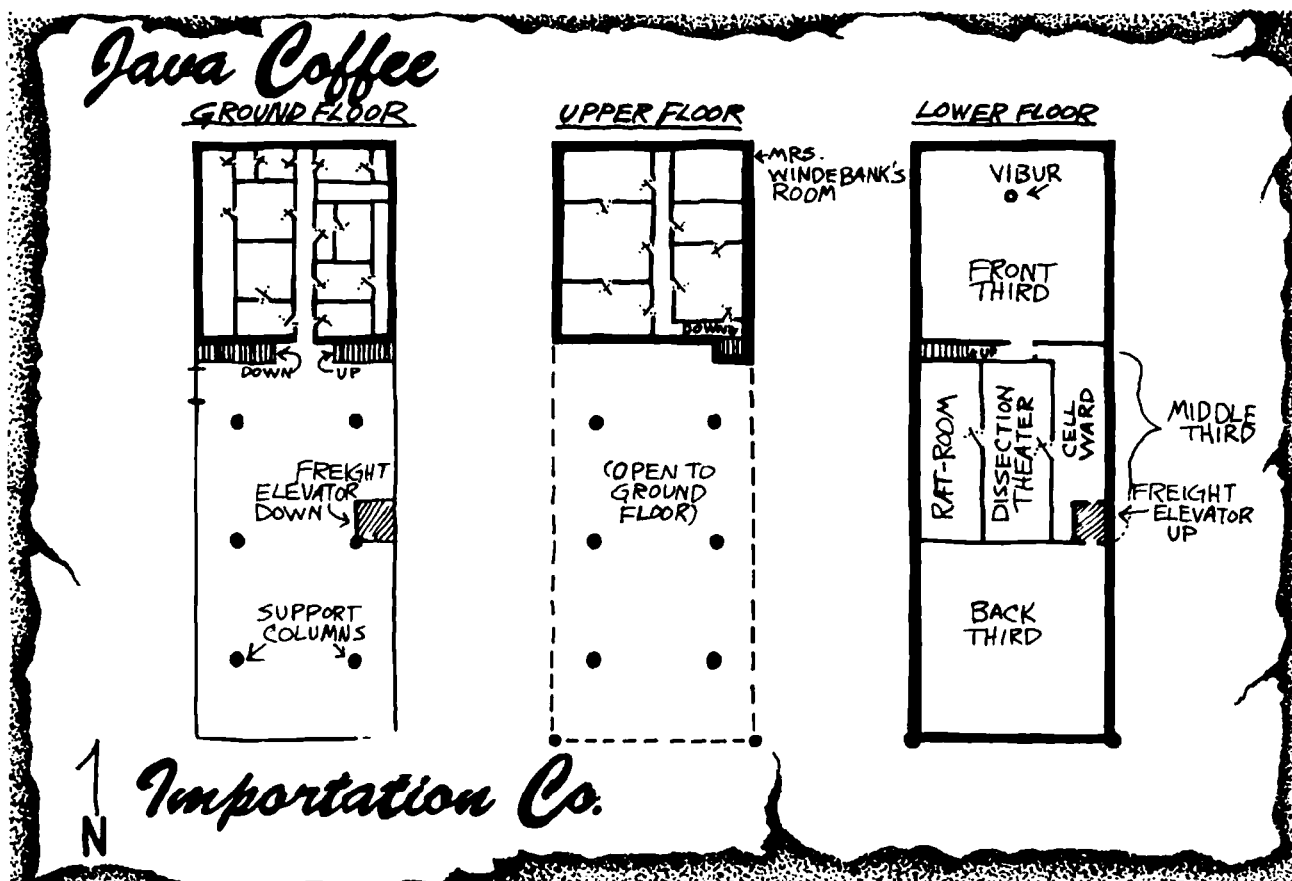 Java Coffee
GROUND FLOOR
DOWN
UP
FREIGHT
ELEVATOR
DOWN
SUPPORT
COLUMNS
UPPER FLOOR
MRS.
WINDEBANK'S
ROOM
DOWN
(OPEN TO
GROUND
FLOOR)
LOWER FLOOR
VIBUR
FRONT
THIRD
UP
RAFT-ROOM
DISSECTION
THEATER
CELL
WARD
MIDDLE
THIRD
FREIGHT
ELEVATOR
UP
BACK
THIRD
N
Importation Co.